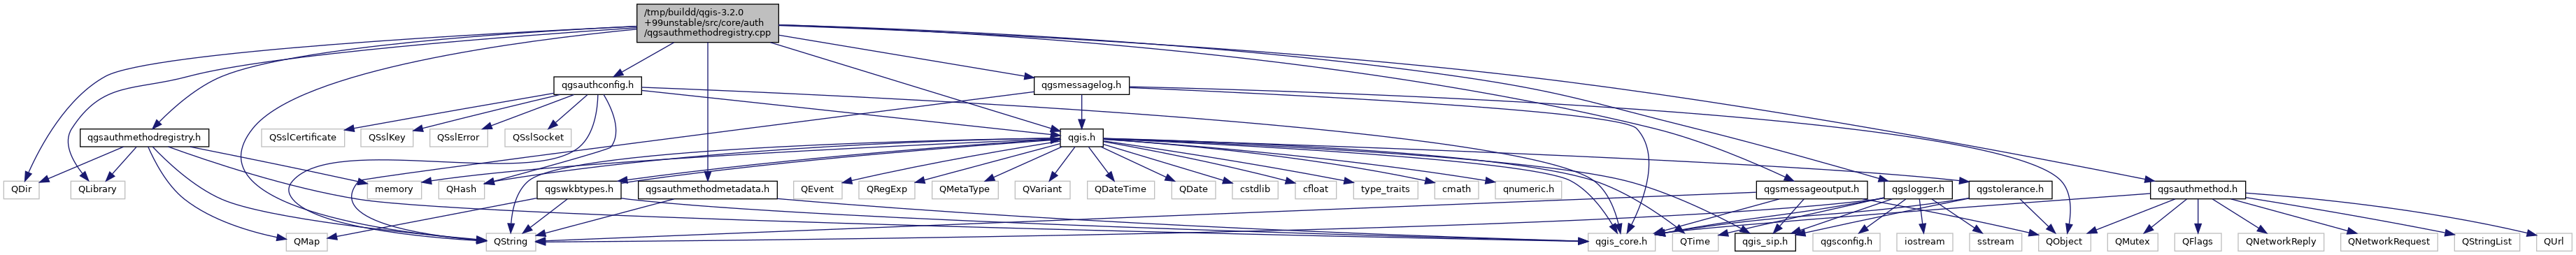 /tmp/buildd/qgis-3.2.0
+99unstable/src/core/auth
/qgsauthmethodregistry.cpp
qgsauthconfig.h
qgsmessagelog.h
qgsauthmethodregistry.h
QSslCertificate
QSslKey
QSslError
QSslSocket
qgis.h
QDir
QLibrary
memory
QHash
qgswkbtypes.h
qgsauthmethodmetadata.h
QEvent
QRegExp
QMetaType
QVariant
QDateTime
QDate
cstdlib
cfloat
type_traits
cmath
qnumeric.h
qgsmessageoutput.h
qgslogger.h
qgstolerance.h
qgsauthmethod.h
QMap
QString
qgis_core.h
QTime
qgis_sip.h
qgsconfig.h
iostream
sstream
QObject
QMutex
QFlags
QNetworkReply
QNetworkRequest
QStringList
QUrl